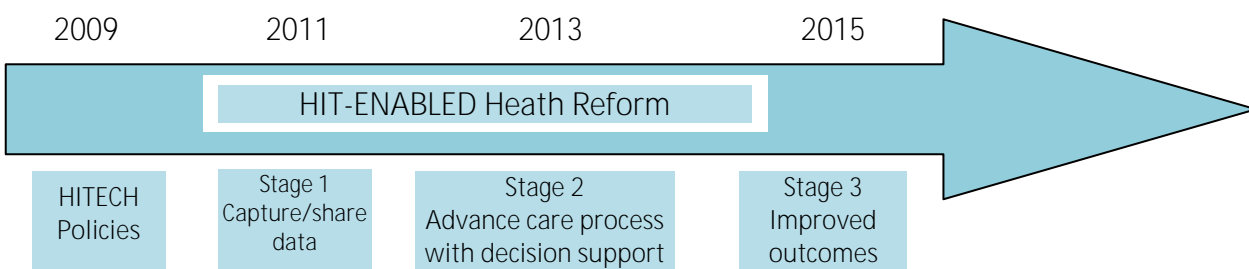 2009 2011 2013 2015
HIT-ENABLED Heath Reform
HITECH
Policies
Stage 1
Capture/share
data
Stage 2
Advance care process
with decision support
Stage 3
Improved
outcomes